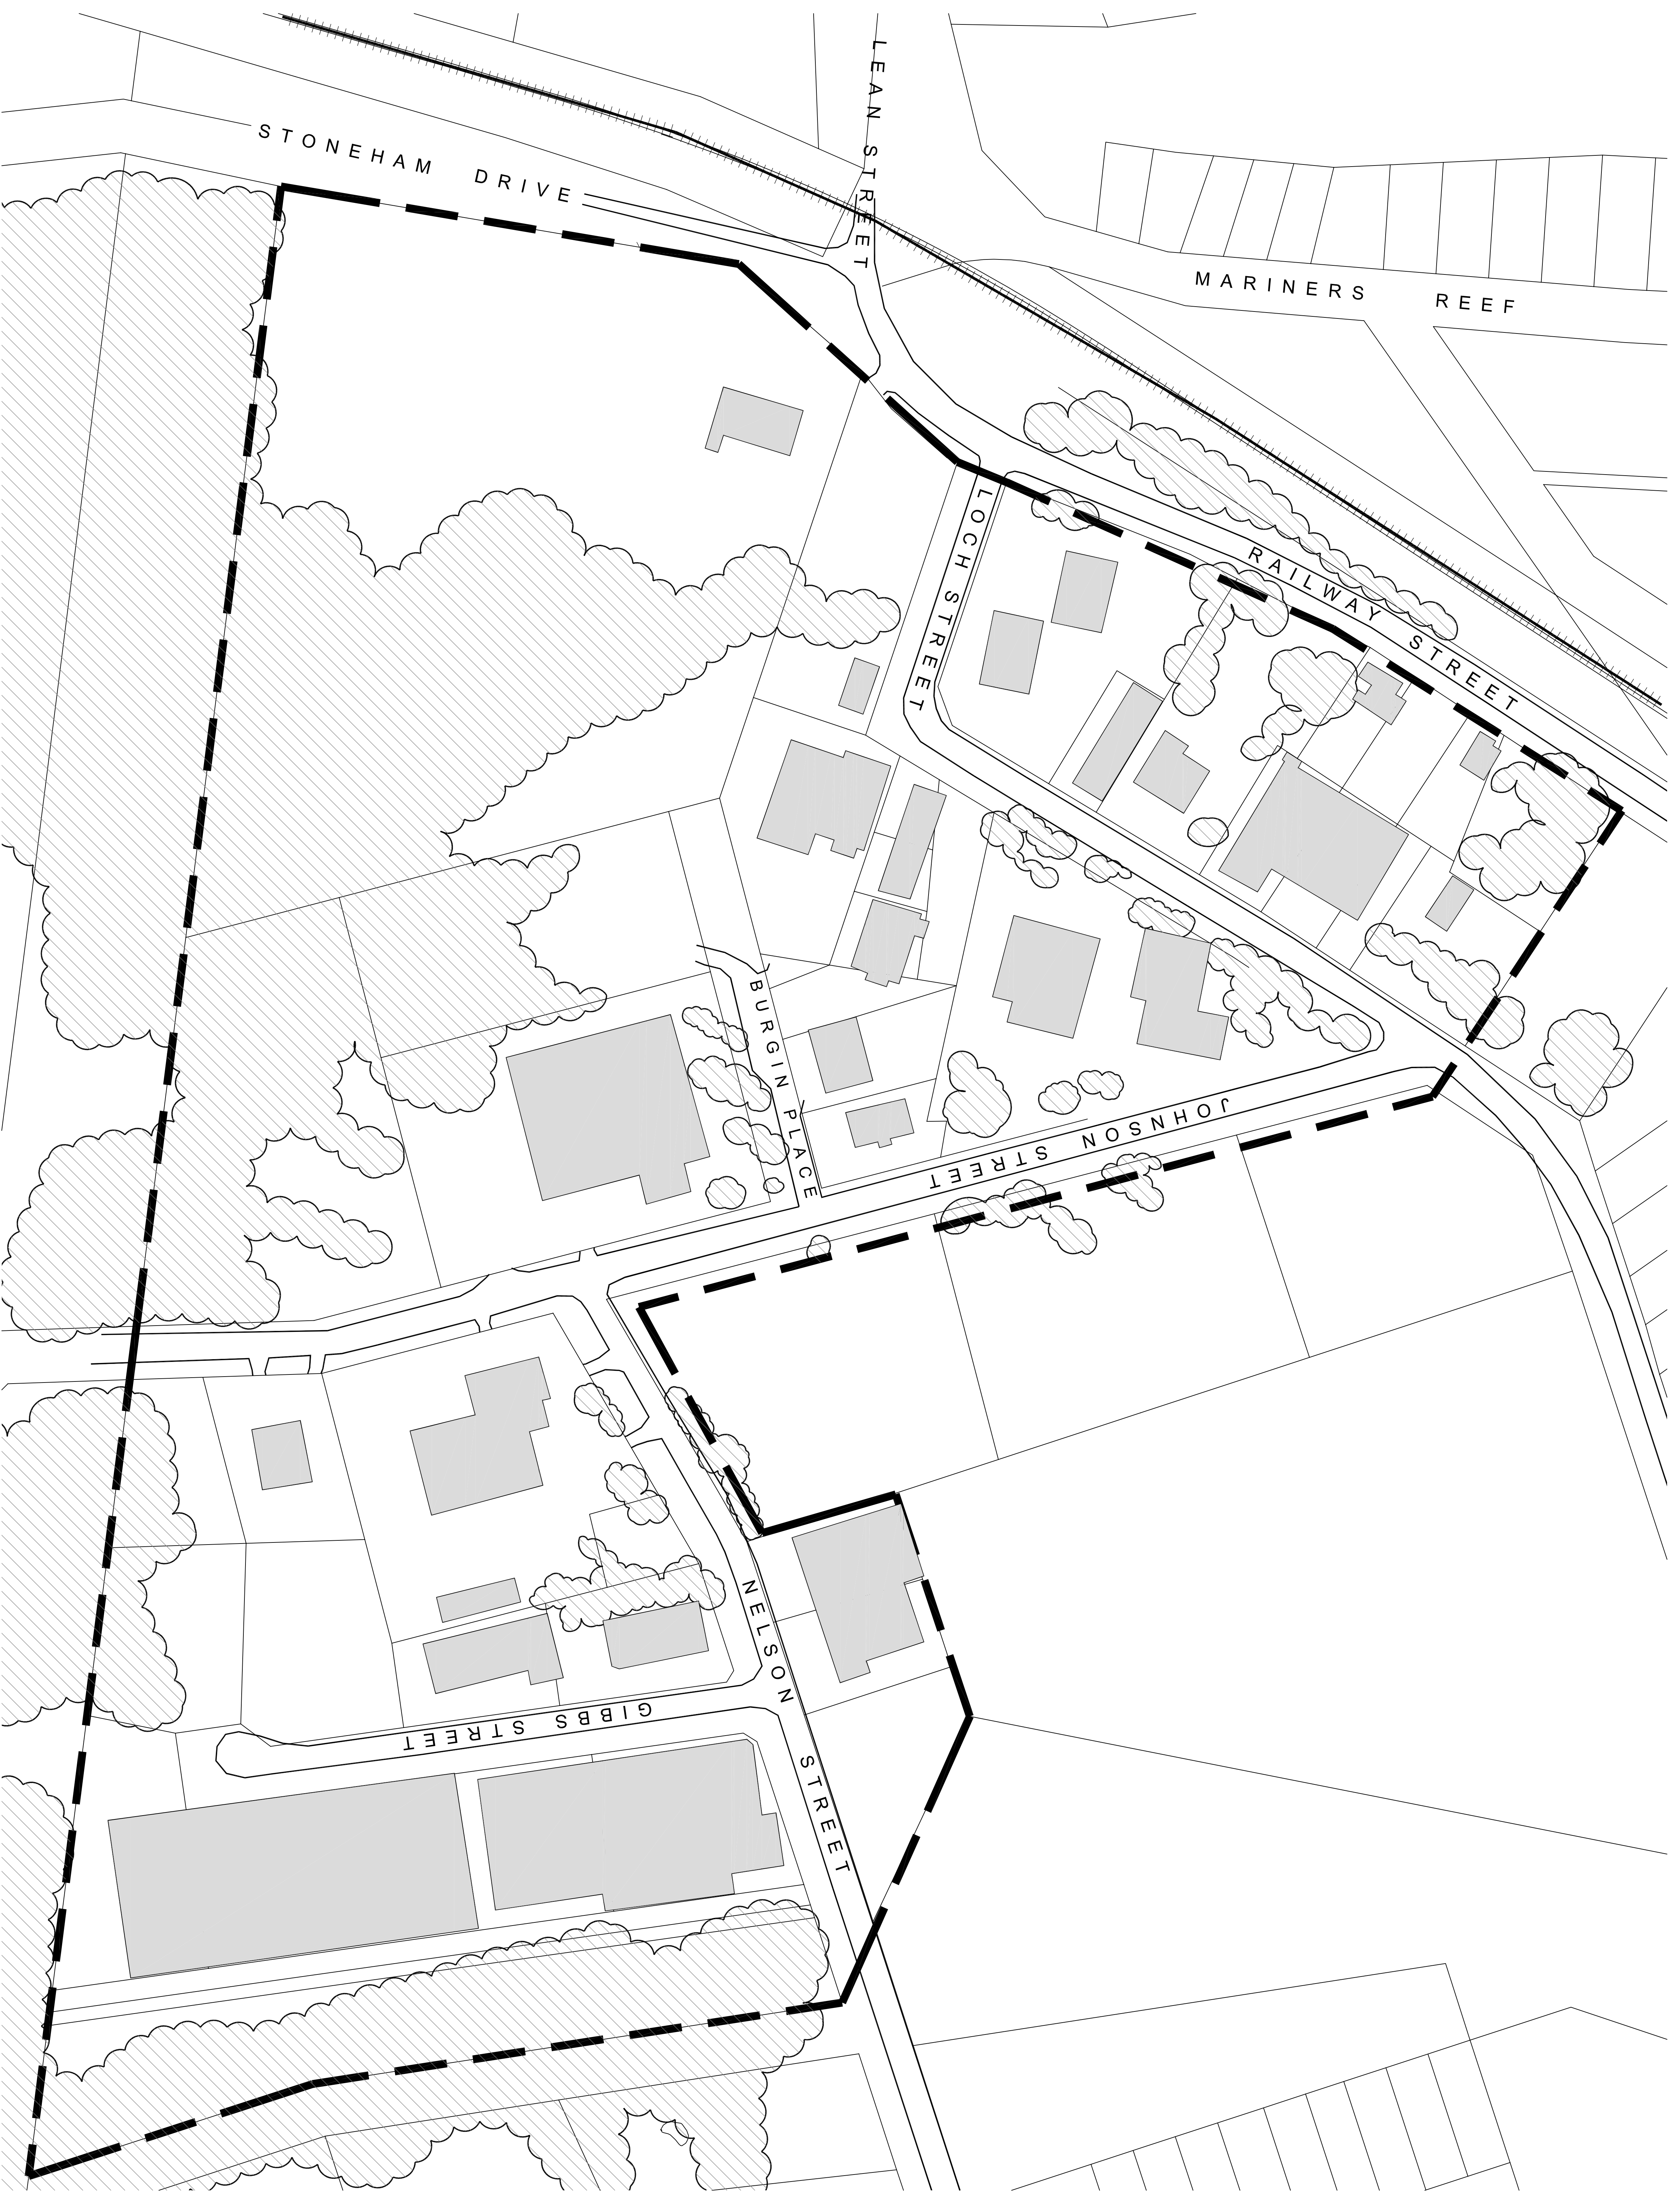 LEAN STREET
STONEHAM DRIVE
MARINERS REEF
LOCH STREET
RAILWAY STREET
BURGIN PLACE
JOHNSON STREET
NELSON STREET
GIBBS STREET